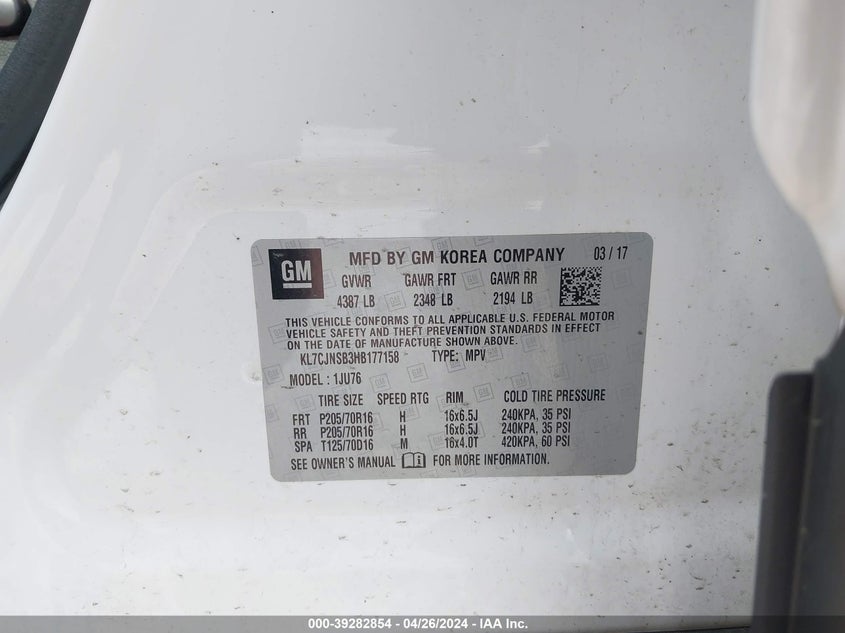 GM
MFD BY GM KOREA COMPANY 03 / 17
GVWR GAWR FRT GAWR RR
4387 LB 2348 LB 2194 LB
THIS VEHICLE CONFORMS TO ALL APPLICABLE U.S. FEDERAL MOTOR
VEHICLE SAFETY AND THEFT PREVENTION STANDARDS IN EFFECT
ON THE DATE OF MANUFACTURE SHOWN ABOVE.
KL7CJNSB3HB177158 TYPE: MPV
MODEL : 1JU76
TIRE SIZE SPEED RTG RIM COLD TIRE PRESSURE
FRT P205/70R16 H 16x6.5J 240KPA, 35 PSI
RR P205/70R16 H 16x6.5J 240KPA, 35 PSI
SPA T125/70D16 M 16x4.0T 420KPA, 60 PSI
SEE OWNER'S MANUAL FOR MORE INFORMATION.
000-39282854 / 04/26/2024 - IAA Inc.